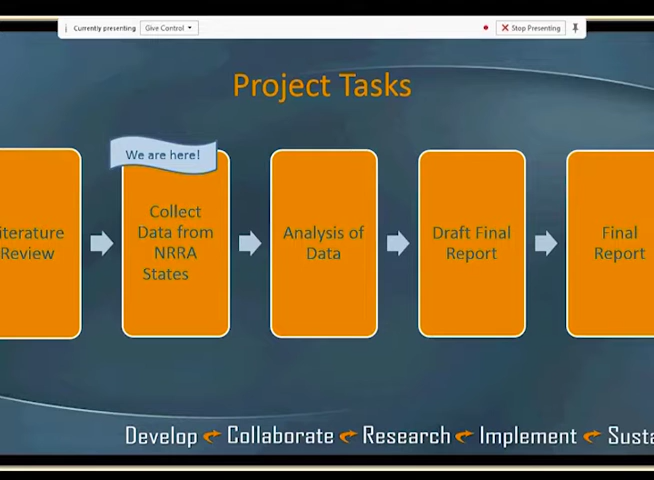 Currently presenting Give Control Stop Presenting
Project Tasks
We are here!
iterature
Review
Collect
Data from
NRRA
States
Analysis of
Data
Draft Final
Report
Final
Report
Develop Collaborate Research Implement Susta